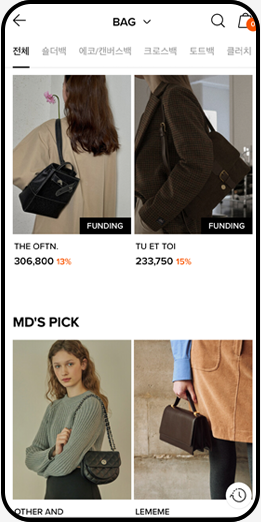 BAG
전체 숄더백 에코/캔버스백 크로스백 토트백 클러치
FUNDING FUNDING
THE OFTN. TU ET TOI
306,800 13% 233,750 15%
MD'S PICK
OTHER AND LEMEME